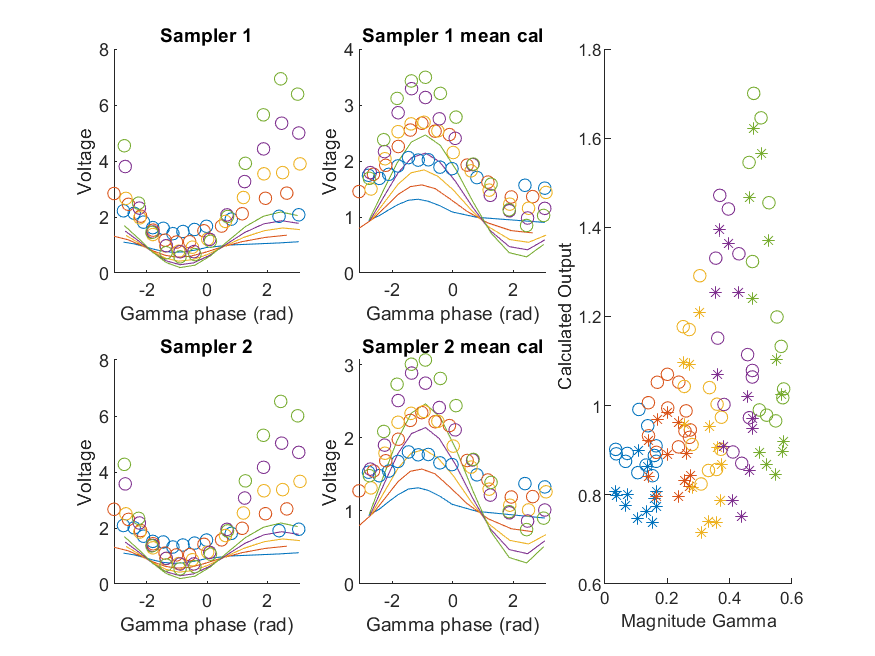 Sampler 1
8
6
4
2
0
Voltage
-2 0 2
Gamma phase (rad)
Sampler 1 mean cal
4
3
2
1
0
Voltage
-2 0 2
Gamma phase (rad)
Sampler 2
8
6
4
2
0
Voltage
-2 0 2
Gamma phase (rad)
Sampler 2 mean cal
3
2
1
0
Voltage
-2 0 2
Gamma phase (rad)
1.8
1.6
1.4
1.2
1
0.8
0.6
Calculated Output
0 0.2 0.4 0.6
Magnitude Gamma